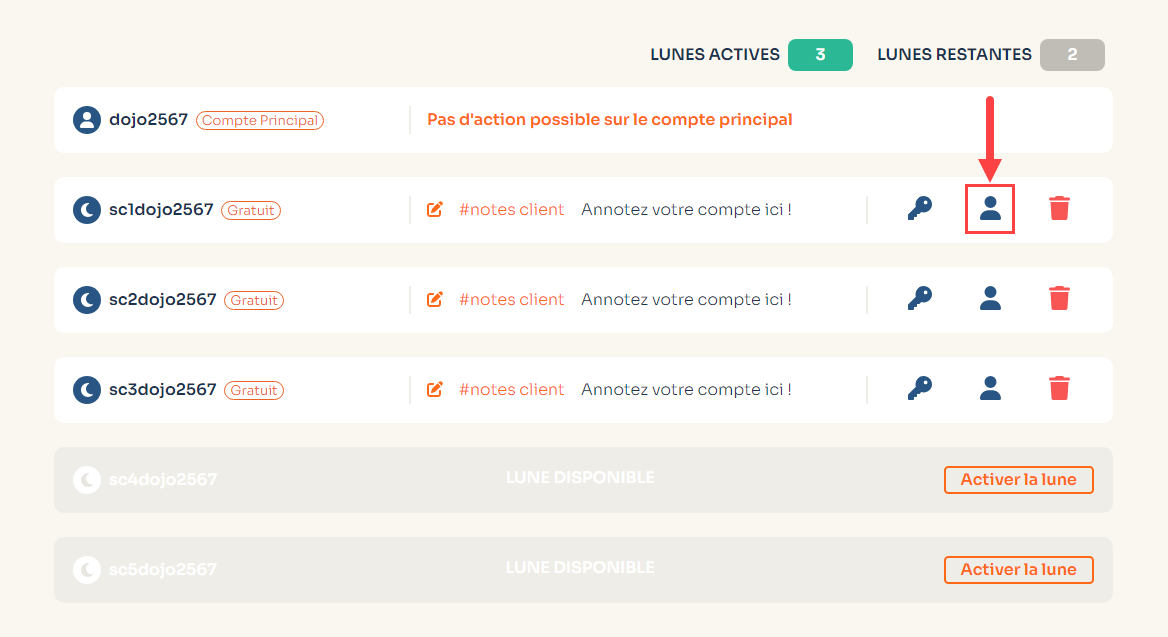 LUNES ACTIVES 3 LUNES RESTANTES 2
dojo2567 Compte Principal Pas d'action possible sur le compte principal
sc1dojo2567 Gratuit #notes client Annotez votre compte ici !
sc2dojo2567 Gratuit #notes client Annotez votre compte ici !
sc3dojo2567 Gratuit #notes client Annotez votre compte ici !
sc4dojo2567 LUNE DISPONIBLE Activer la lune
sc5dojo2567 LUNE DISPONIBLE Activer la lune